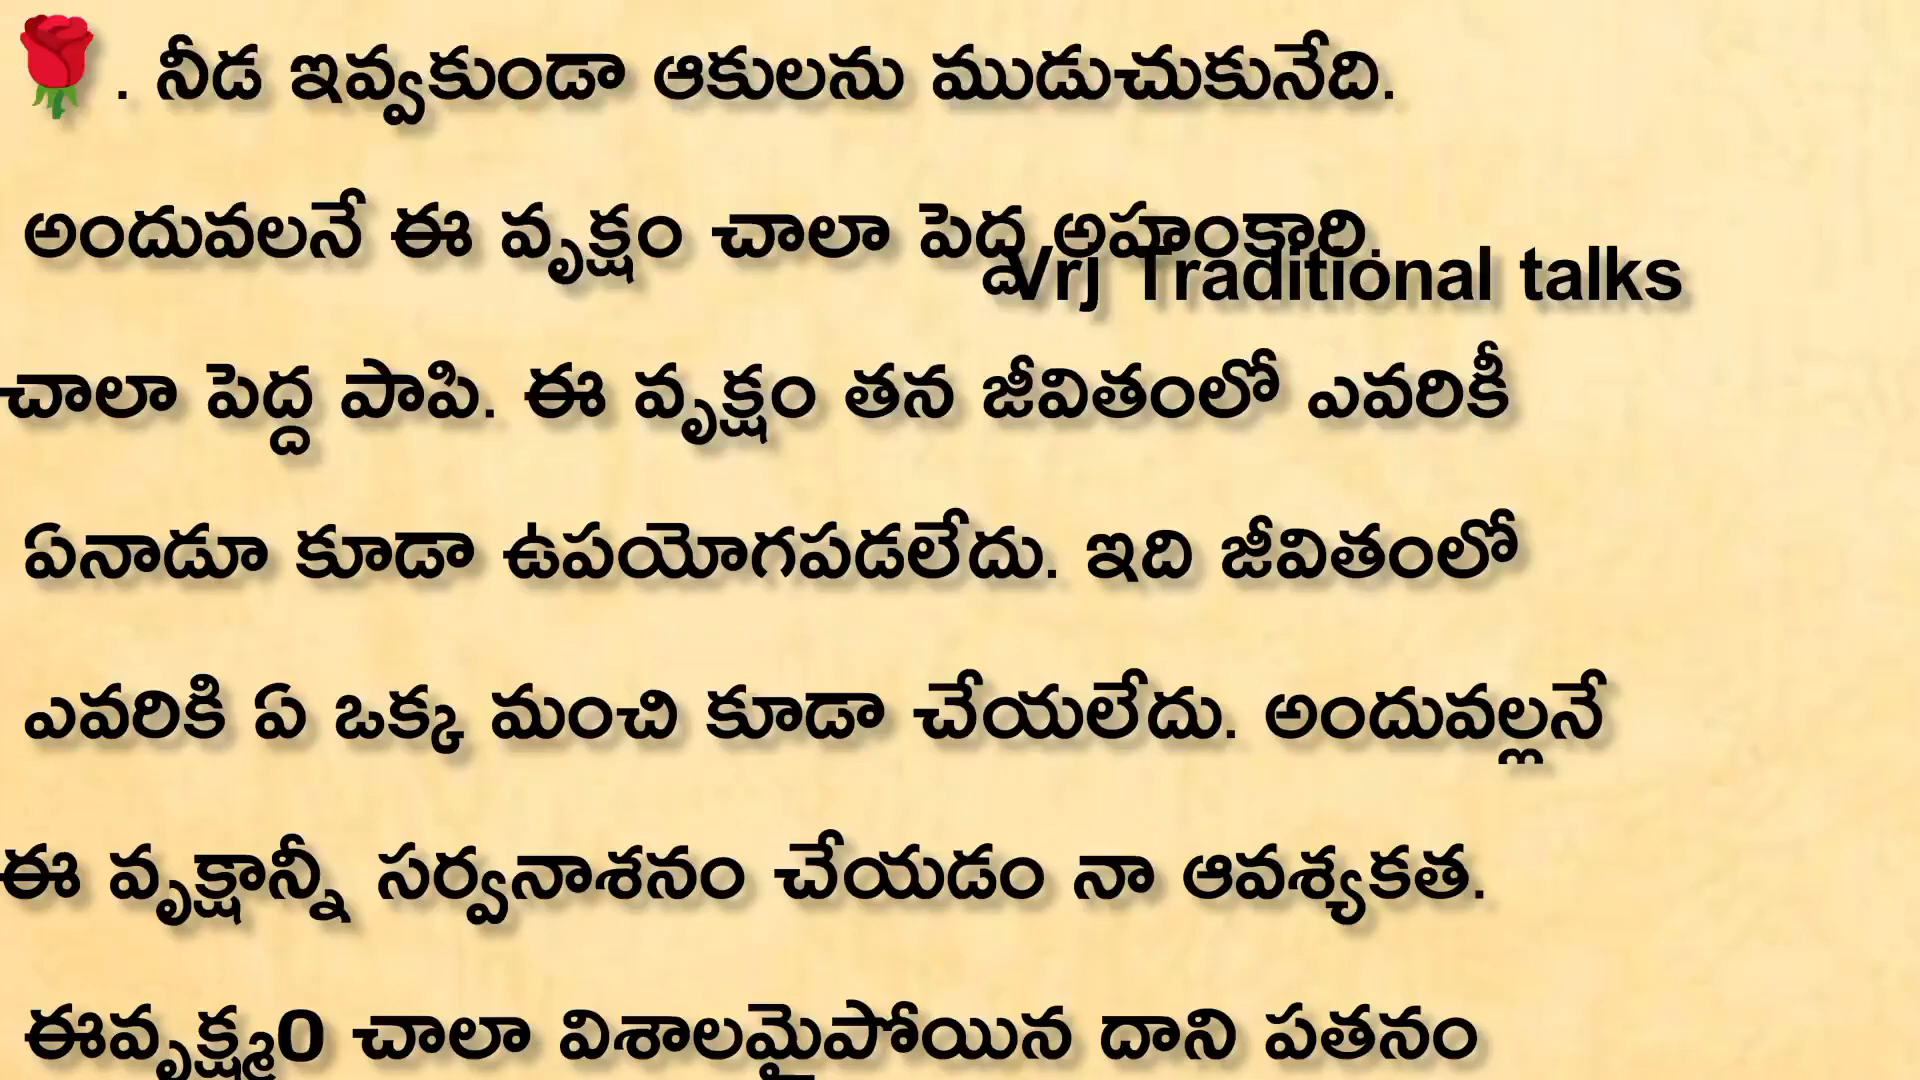 🌹. నీడ ఇవ్వకుండా ఆకులను ముడుచుకునేది.
అందువలనే ఈ వృక్షం చాలా పెద్ద అహంకారి.
Vrj Traditional talks
చాలా పెద్ద పాపి. ఈ వృక్షం తన జీవితంలో ఎవరికీ
ఏనాడూ కూడా ఉపయోగపడలేదు. ఇది జీవితంలో
ఎవరికి ఏ ఒక్క మంచి కూడా చేయలేదు. అందువల్లనే
ఈ వృక్షాన్నీ సర్వనాశనం చేయడం నా ఆవశ్యకత.
ఈవృక్ష్మం చాలా విశాలమైపోయిన దాని పతనం